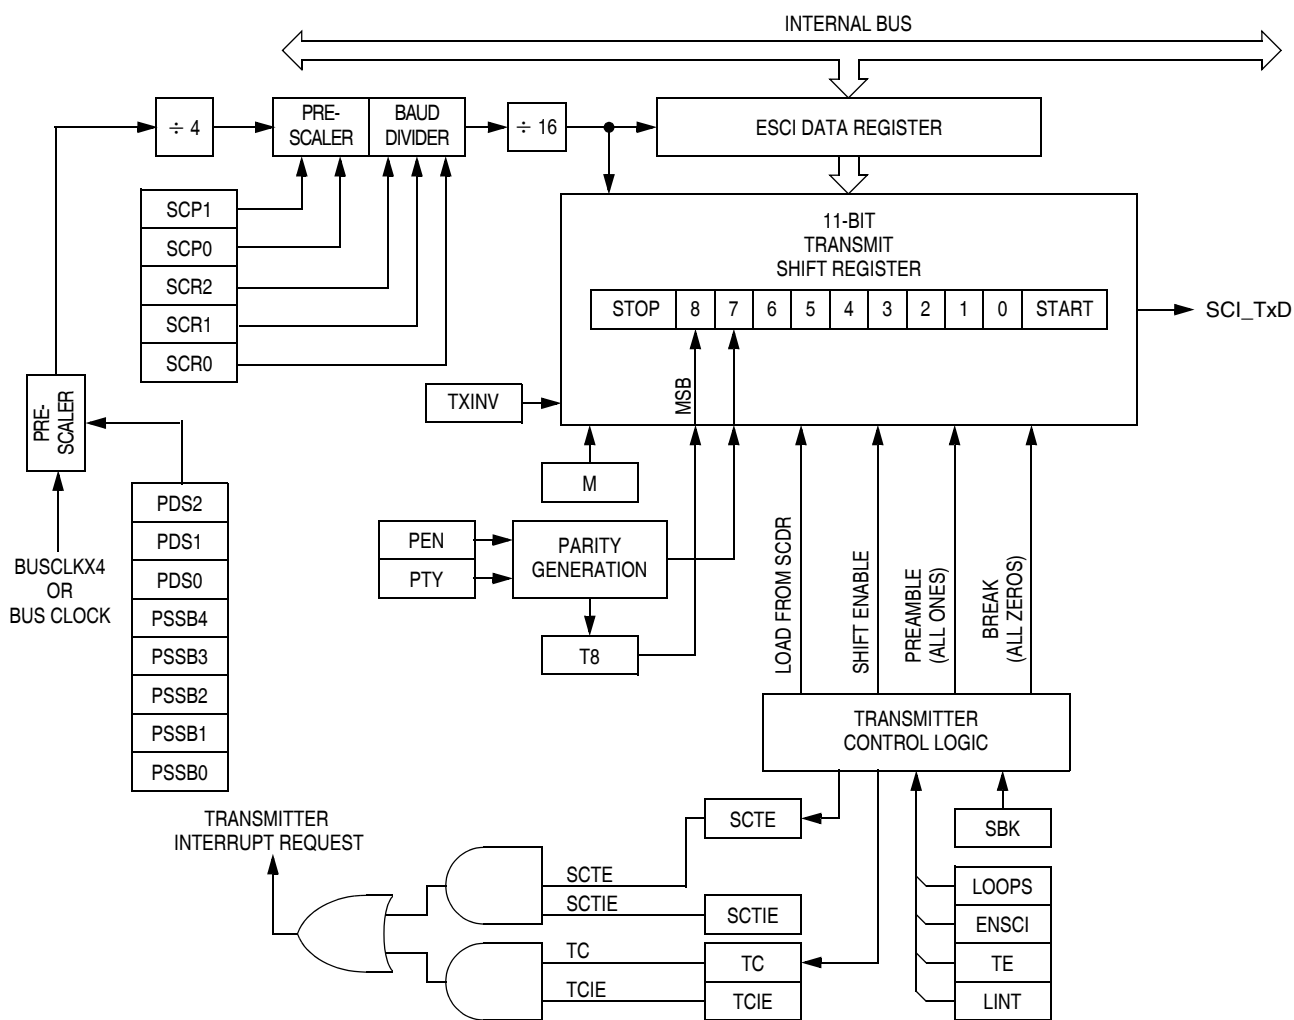 INTERNAL BUS
÷ 4
PRE-
SCALER
BAUD
DIVIDER
÷ 16
ESCI DATA REGISTER
SCP1
SCP0
SCR2
SCR1
SCR0
11-BIT
TRANSMIT
SHIFT REGISTER
STOP 8 7 6 5 4 3 2 1 0 START
SCI_TxD
PRE-
SCALER
TXINV
MSB
M
BUSCLKX4
OR
BUS CLOCK
PDS2
PDS1
PDS0
PSSB4
PSSB3
PSSB2
PSSB1
PSSB0
PEN
PTY
PARITY
GENERATION
T8
LOAD FROM SCDR
SHIFT ENABLE
PREAMBLE
(ALL ONES)
BREAK
(ALL ZEROS)
TRANSMITTER
CONTROL LOGIC
TRANSMITTER
INTERRUPT REQUEST
SCTE
SBK
SCTE
SCTIE
SCTIE
TC
TC
TCIE
TCIE
LOOPS
ENSCI
TE
LINT